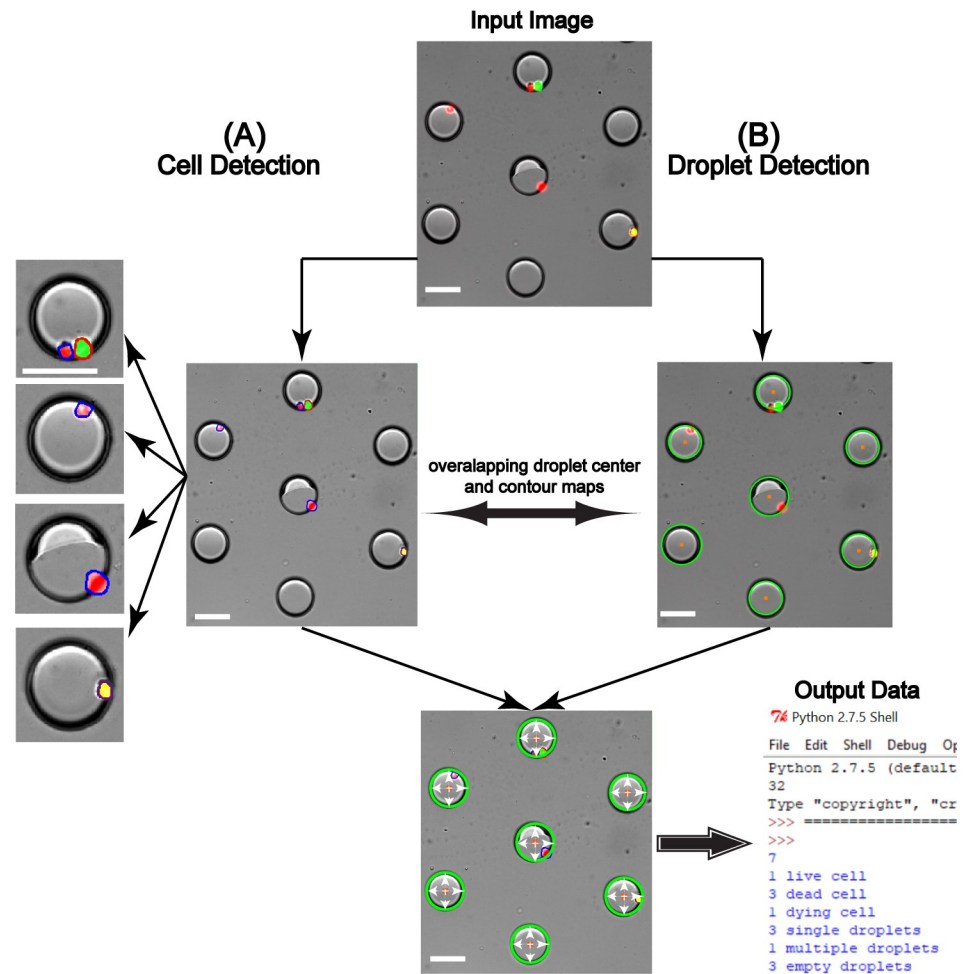 Input Image
(A)
Cell Detection
(B)
Droplet Detection
overalapping droplet center
and contour maps
Output Data
Python 2.7.5 Shell
File Edit Shell Debug Op
Python 2.7.5 (default
32
Type "copyright", "cr
>>> ==================
>>>
7
1 live cell
3 dead cell
1 dying cell
3 single droplets
1 multiple droplets
3 empty droplets